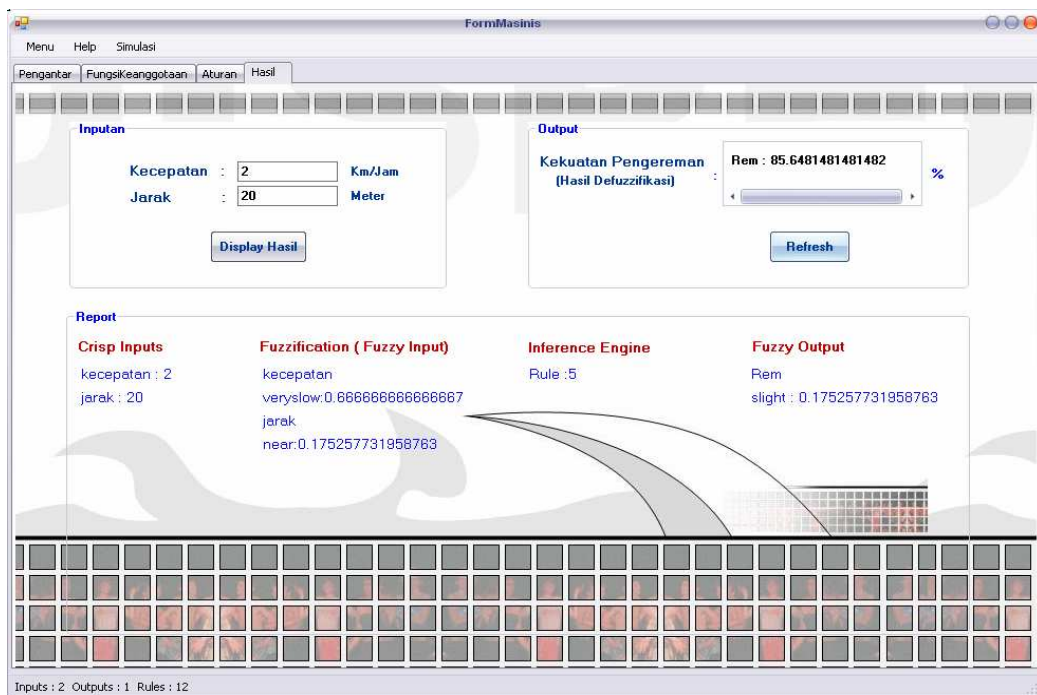 FormMasinis
Menu Help Simulasi
Pengantar FungsiKeanggotaan Aturan Hasil
Inputan
Kecepatan : 2 Km/Jam
Jarak : 20 Meter
Display Hasil
Output
Kekuatan Pengereman
(Hasil Defuzzifikasi) :
Rem : 85.6481481481482
%
Refresh
Report
Crisp Inputs
kecepatan : 2
jarak : 20
Fuzzification ( Fuzzy Input)
kecepatan
veryslow:0.666666666666667
jarak
near:0.175257731958763
Inference Engine
Rule :5
Fuzzy Output
Rem
slight : 0.175257731958763
Inputs : 2 Outputs : 1 Rules : 12